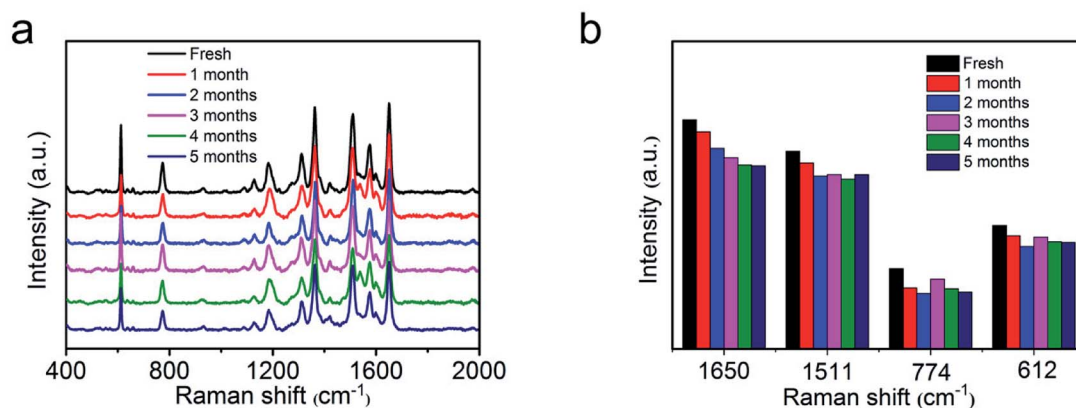 a
Intensity (a.u.)
Fresh
1 month
2 months
3 months
4 months
5 months
400 800 1200 1600 2000
Raman shift (cm⁻¹)
b
Intensity (a.u.)
Fresh
1 month
2 months
3 months
4 months
5 months
1650 1511 774 612
Raman shift (cm⁻¹)